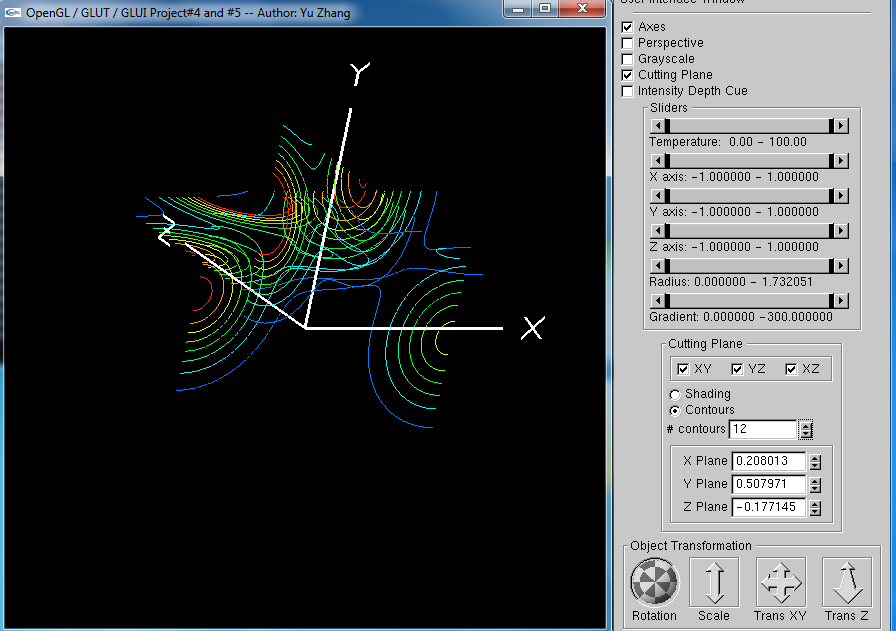 OpenGL / GLUT / GLUI Project#4 and #5 -- Author: Yu Zhang
Y
X
User Interface Window
Axes
Perspective
Grayscale
Cutting Plane
Intensity Depth Cue
Sliders
Temperature: 0.00 - 100.00
X axis: -1.000000 - 1.000000
Y axis: -1.000000 - 1.000000
Z axis: -1.000000 - 1.000000
Radius: 0.000000 - 1.732051
Gradient: 0.000000 -300.000000
Cutting Plane
XY YZ XZ
Shading
Contours
# contours 12
X Plane 0.208013
Y Plane 0.507971
Z Plane -0.177145
Object Transformation
Rotation Scale Trans XY Trans Z